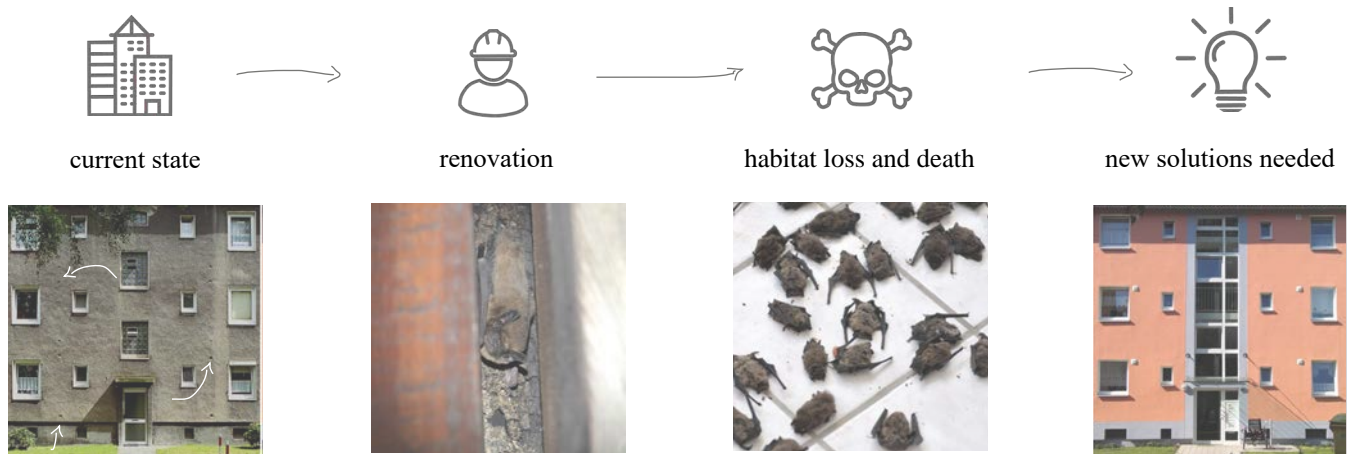 current state
renovation
habitat loss and death
new solutions needed